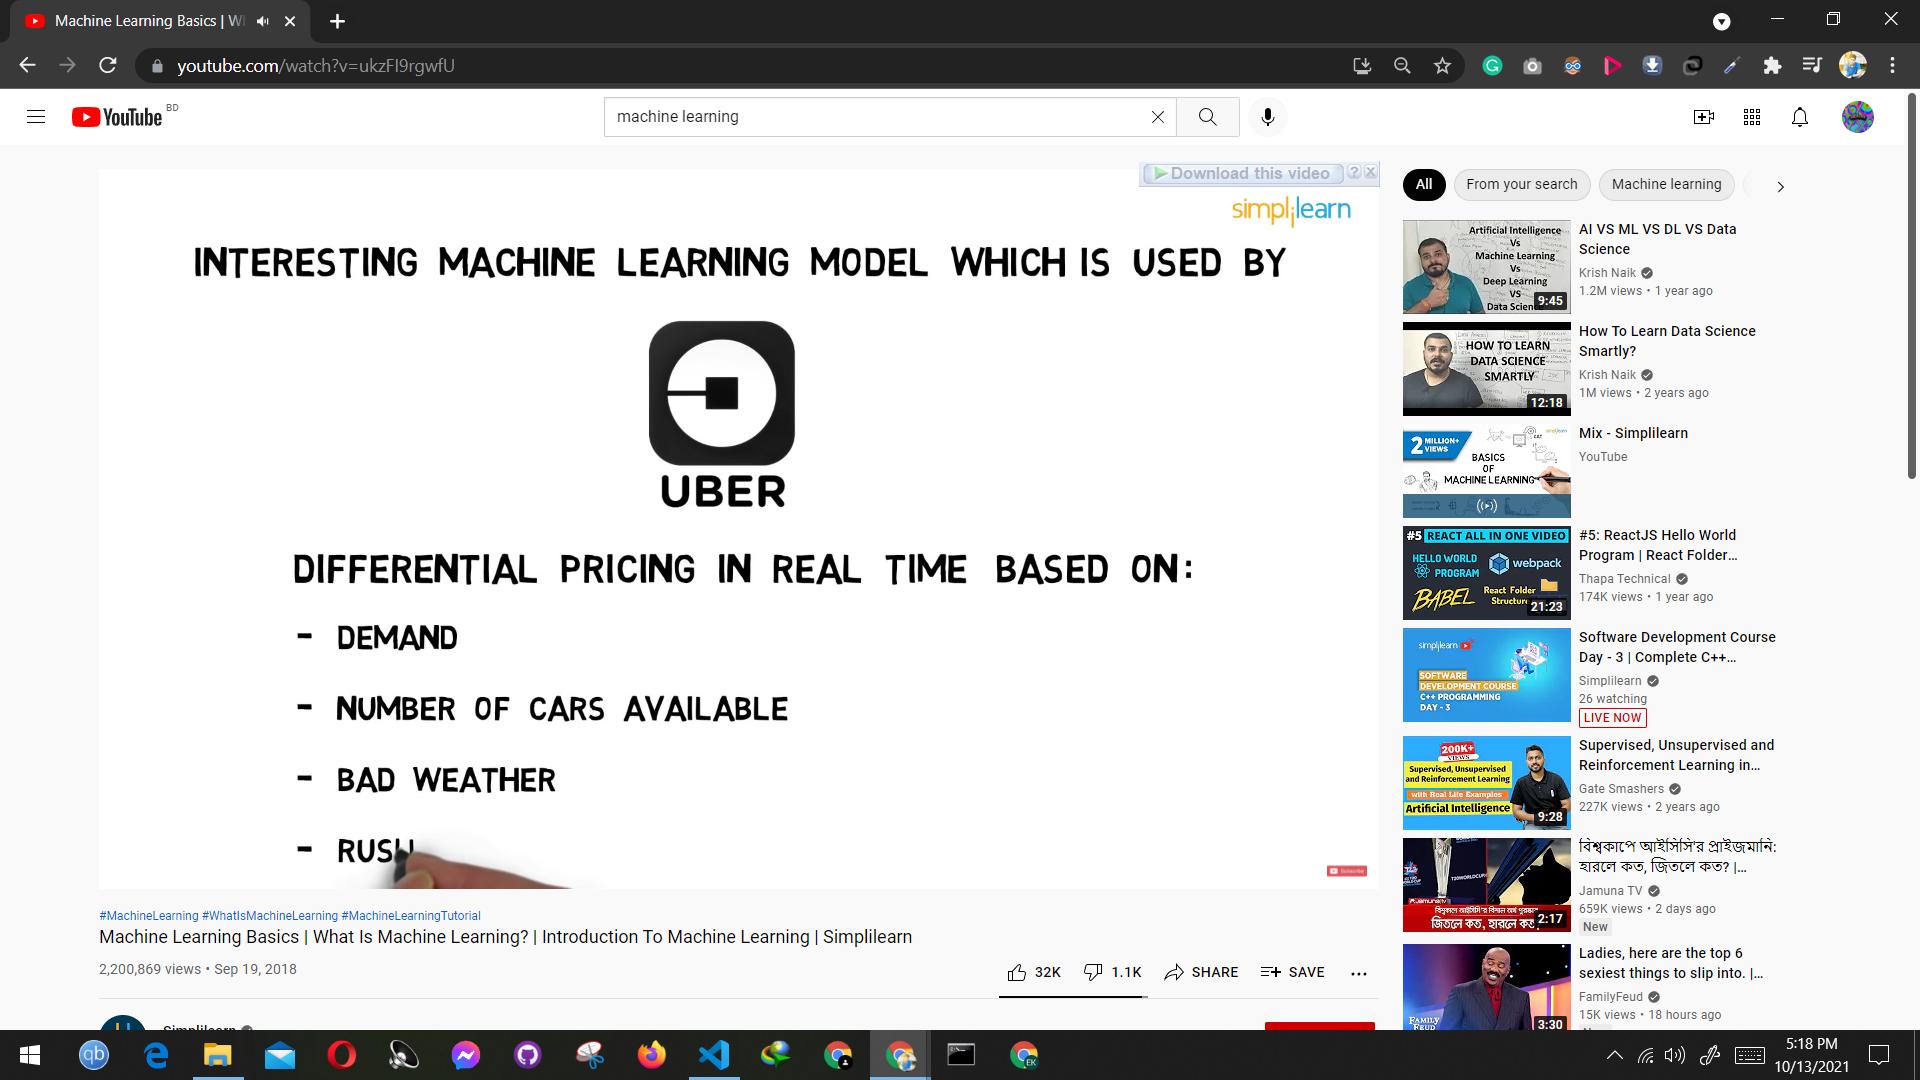 Machine Learning Basics | W
youtube.com/watch?v=ukzFI9rgwfU
YouTube BD
machine learning
Download this video
simplilearn
INTERESTING MACHINE LEARNING MODEL WHICH IS USED BY
UBER
DIFFERENTIAL PRICING IN REAL TIME BASED ON:
- DEMAND
- NUMBER OF CARS AVAILABLE
- BAD WEATHER
- RUSH
Subscribe
#MachineLearning #WhatIsMachineLearning #MachineLearningTutorial
Machine Learning Basics | What Is Machine Learning? | Introduction To Machine Learning | Simplilearn
2,200,869 views • Sep 19, 2018
32K 1.1K SHARE SAVE
Simplilearn
All From your search Machine learning
Artificial Intelligence
Vs
Machine Learning
Vs
Deep Learning
VS
Data Science
9:45
AI VS ML VS DL VS Data
Science
Krish Naik
1.2M views • 1 year ago
HOW TO LEARN
DATA SCIENCE
SMARTLY
12:18
How To Learn Data Science
Smartly?
Krish Naik
1M views • 2 years ago
2 MILLION+
VIEWS
BASICS
OF
MACHINE LEARNING
Mix - Simplilearn
YouTube
#5 REACT ALL IN ONE VIDEO
HELLO WORLD
PROGRAM
webpack
BABEL
React Folder
Structure
21:23
#5: ReactJS Hello World
Program | React Folder...
Thapa Technical
174K views • 1 year ago
simplilearn
SOFTWARE
DEVELOPMENT COURSE
C++ PROGRAMMING
DAY - 3
Software Development Course
Day - 3 | Complete C++...
Simplilearn
26 watching
LIVE NOW
200K+
VIEWS
Supervised, Unsupervised
and Reinforcement Learning
with Real Life Examples
Artificial Intelligence
9:28
Supervised, Unsupervised and
Reinforcement Learning in...
Gate Smashers
227K views • 2 years ago
জিতলে কত, হারলে কত?
2:17
বিশ্বকাপে আইসিসি'র প্রাইজমানি:
হারলে কত, জিতলে কত? |...
Jamuna TV
659K views • 2 days ago
New
FAMILY
FEUD
3:30
Ladies, here are the top 6
sexiest things to slip into. |...
FamilyFeud
15K views • 18 hours ago
qb
EK
5:18 PM
10/13/2021